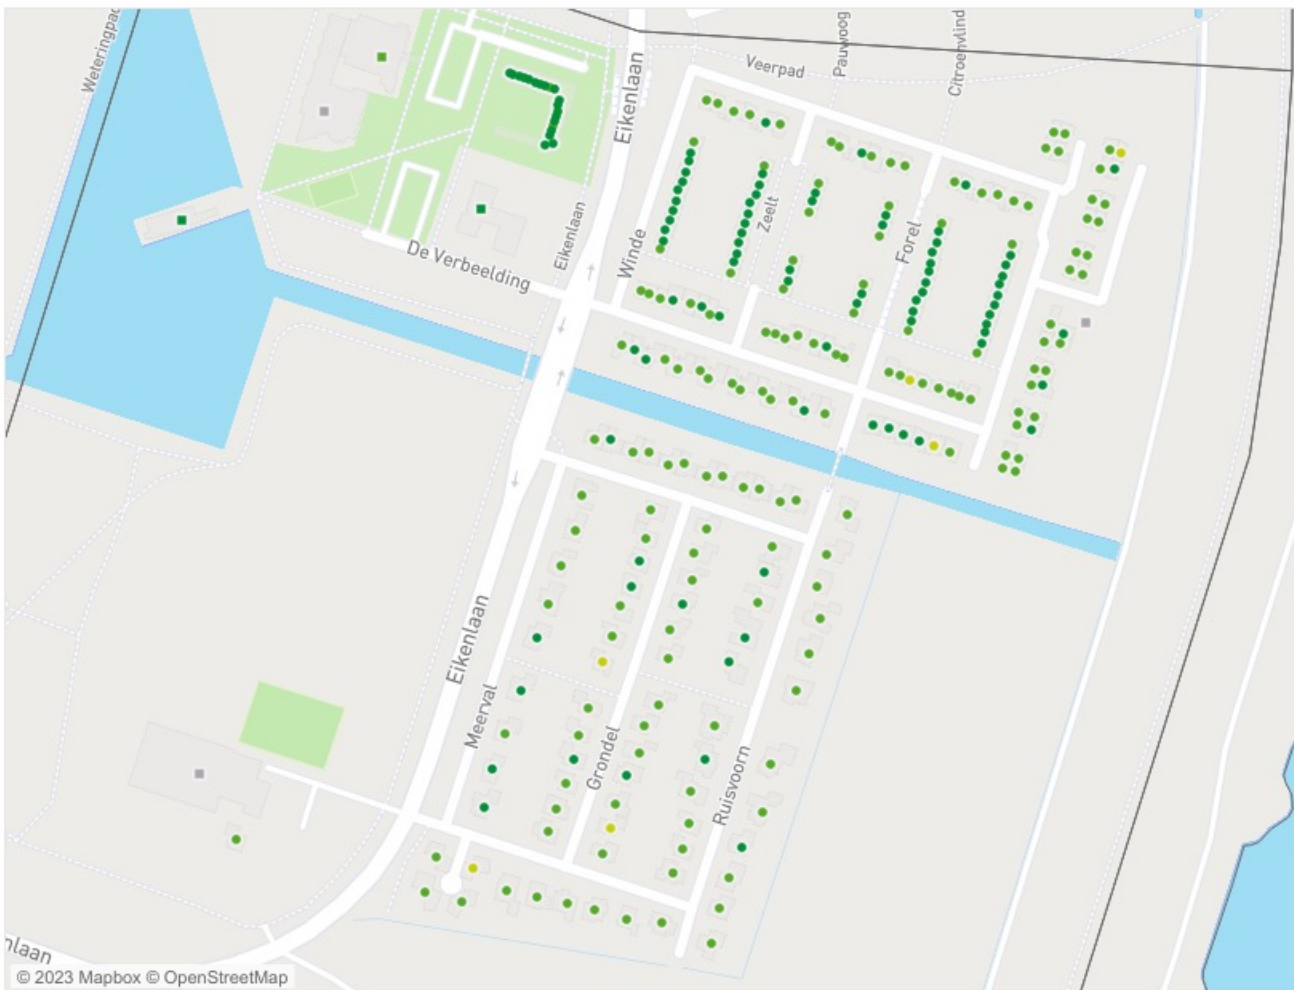 Weteringpad
Eikenlaan
Veerpad
Pauwoog
Citroenvlind
Eikenlaan
De Verbeelding
Winde
Zeelt
Forel
Eikenlaan
Meerval
Grondel
Ruisvoorn
nlaan
© 2023 Mapbox © OpenStreetMap